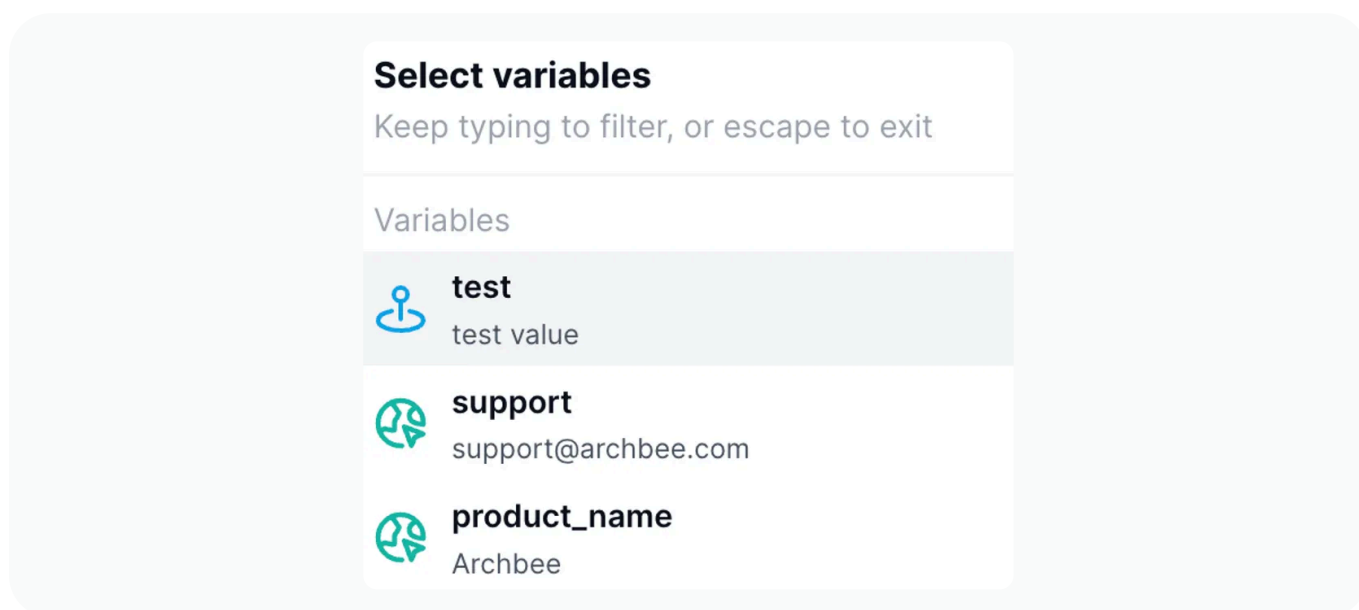 Select variables
Keep typing to filter, or escape to exit
Variables
test
test value
support
support@archbee.com
product_name
Archbee